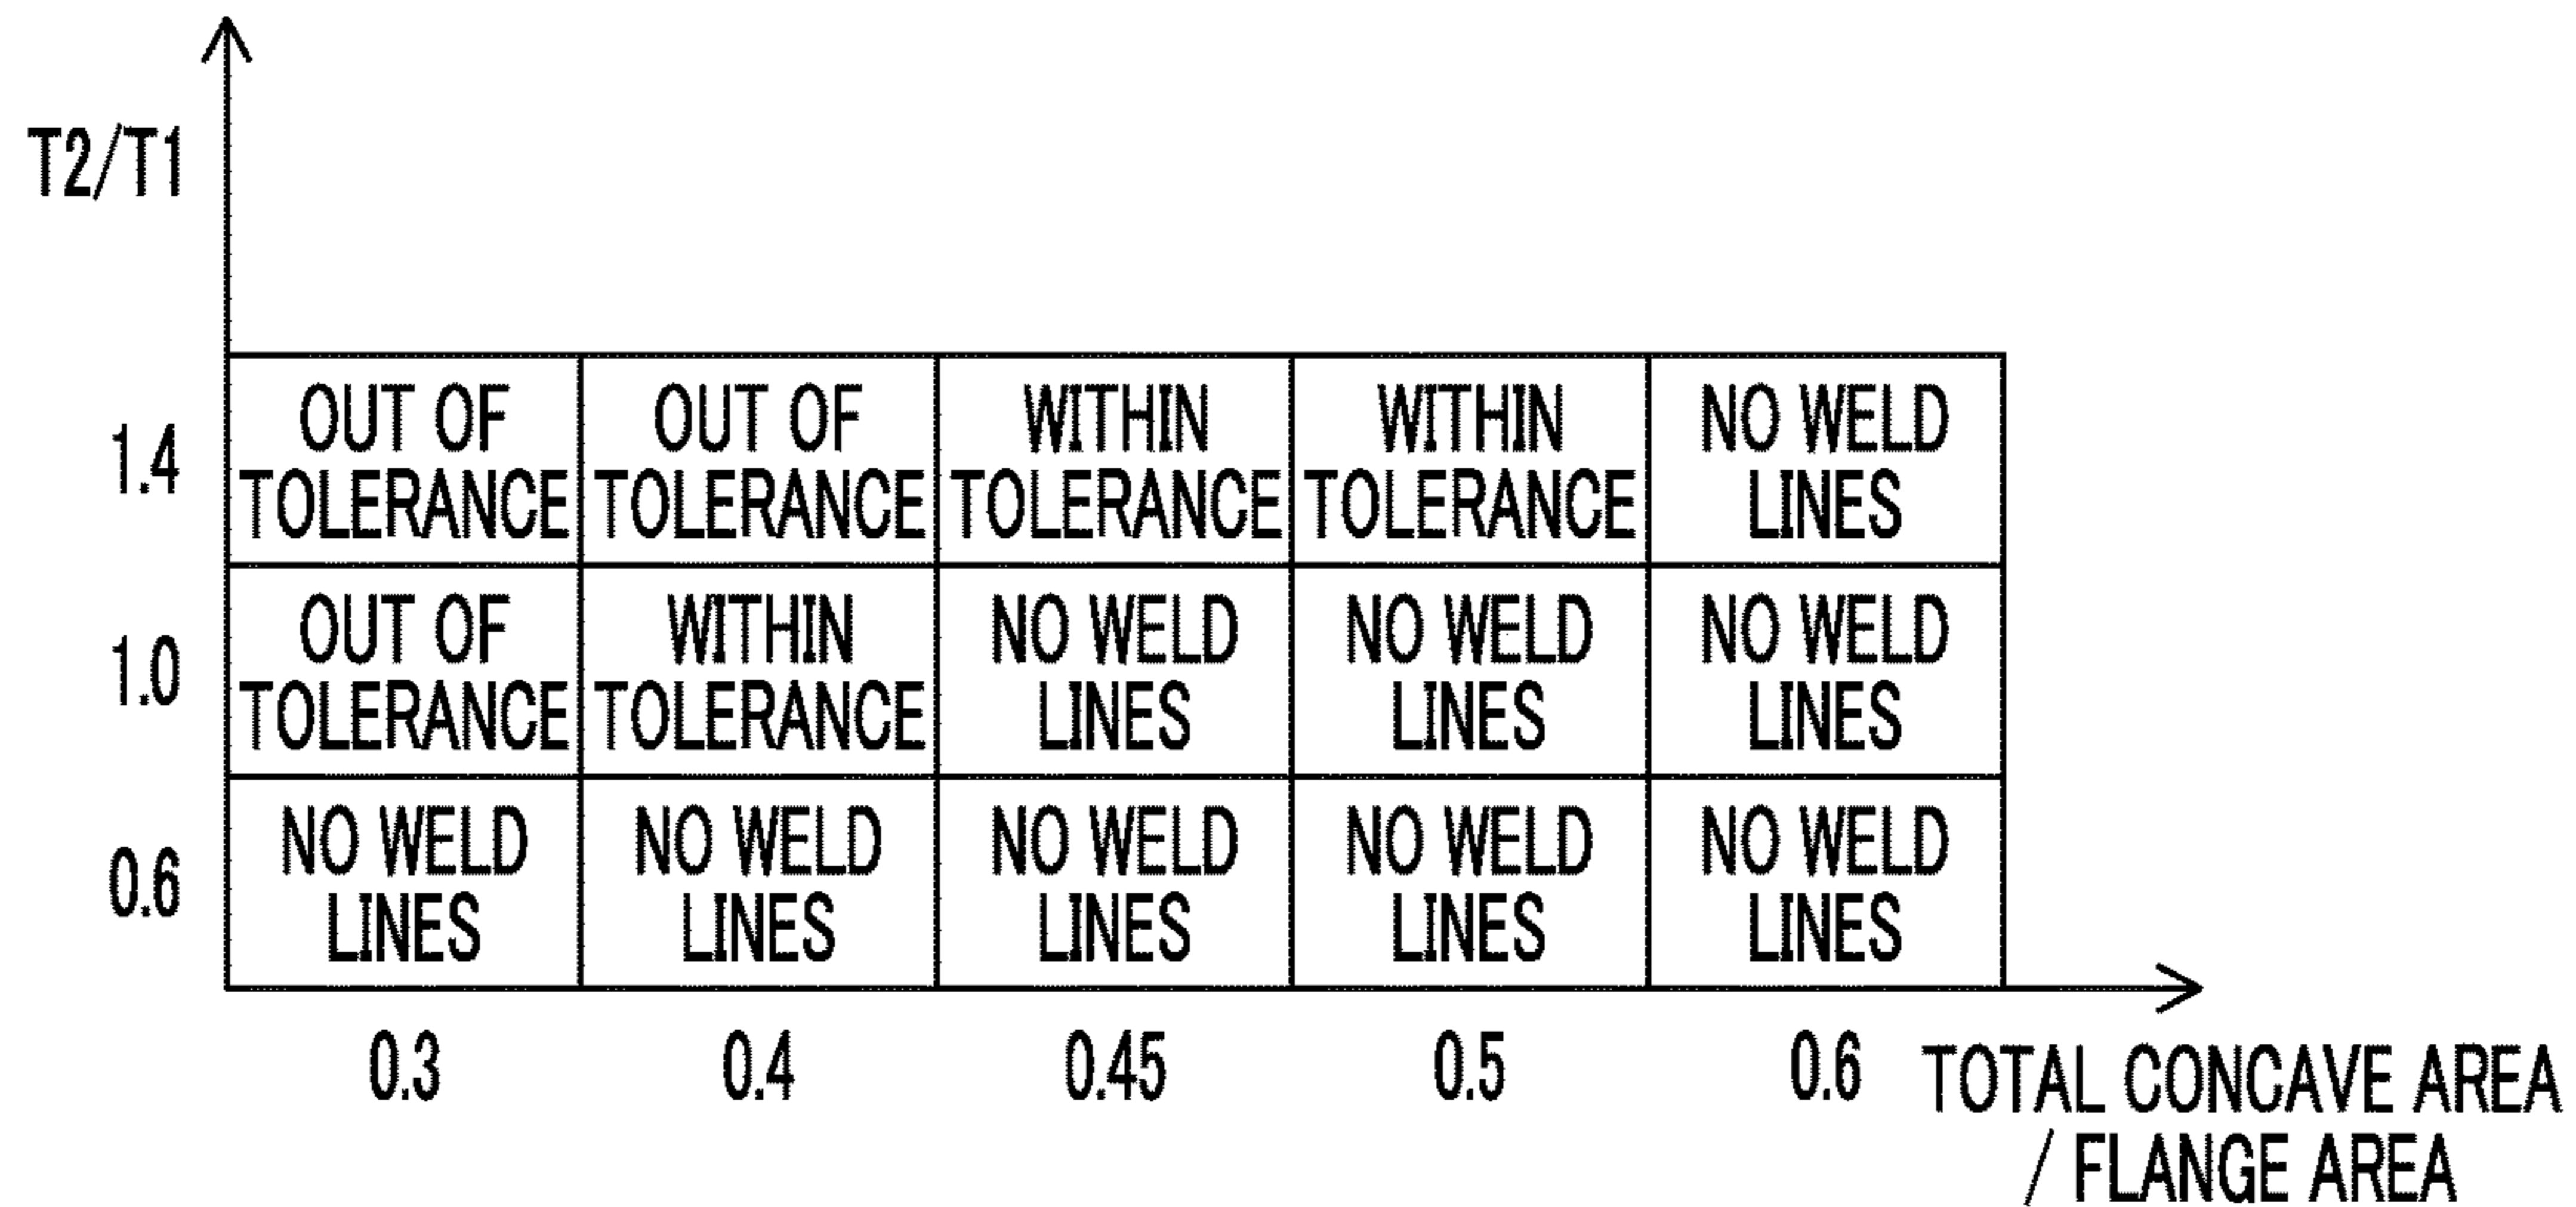 T2/T1
1.4
OUT OF
TOLERANCE
OUT OF
TOLERANCE
WITHIN
TOLERANCE
WITHIN
TOLERANCE
NO WELD
LINES
1.0
OUT OF
TOLERANCE
WITHIN
TOLERANCE
NO WELD
LINES
NO WELD
LINES
NO WELD
LINES
0.6
NO WELD
LINES
NO WELD
LINES
NO WELD
LINES
NO WELD
LINES
NO WELD
LINES
0.3
0.4
0.45
0.5
0.6
TOTAL CONCAVE AREA
/ FLANGE AREA